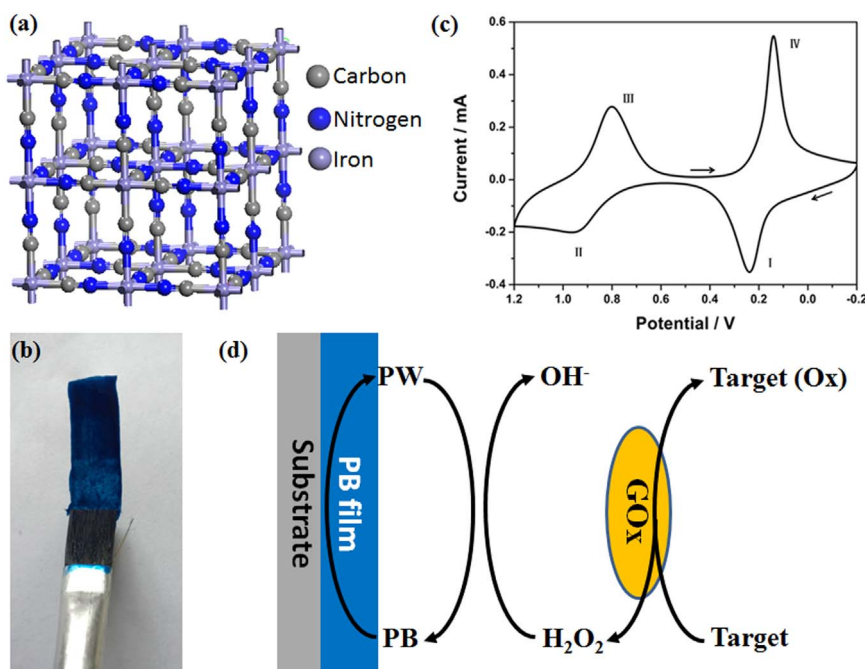 (a)
Carbon
Nitrogen
Iron
(c)
Current / mA
0.6
0.4
0.2
0.0
-0.2
-0.4
III
IV
II
I
1.2 1.0 0.8 0.6 0.4 0.2 0.0 -0.2
Potential / V
(b)
(d)
Substrate
PB film
PW
OH-
Target (Ox)
GOx
PB
H₂O₂
Target